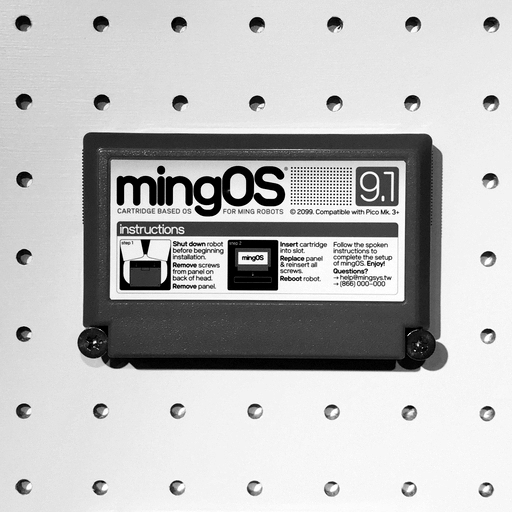 mingOS®
9.1
CARTRIDGE BASED OS FOR MING ROBOTS
© 2099. Compatible with Pico Mk. 3+
instructions
step 1
Shut down robot
before beginning
installation.
Remove screws
from panel on
back of head.
Remove panel.
step 2
mingOS
Insert cartridge
into slot.
Replace panel
& reinsert all
screws.
Reboot robot.
Follow the spoken
instructions to
complete the setup
of mingOS. Enjoy!
Questions?
→ help@mingsys.tw
→ (866) 000-000